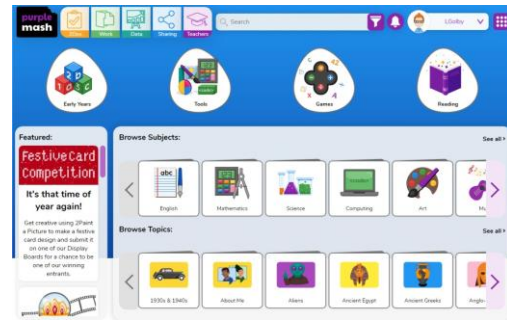 purple
mash
2Dos
Work
Data
Sharing
Teachers
Search
LGolby
Early Years
Tools
Games
Reading
Featured:
Festive Card
Competition
It's that time of
year again!
Get creative using 2Paint
a Picture to make a festive
card design and submit it
on one of our Display
Boards for a chance to be
one of our winning
entrants.
Browse Subjects:
See all>
abc
English
Mathematics
Science
Computing
Art
Browse Topics:
See all>
1930s & 1940s
About Me
Aliens
Ancient Egypt
Ancient Greeks
Anglo